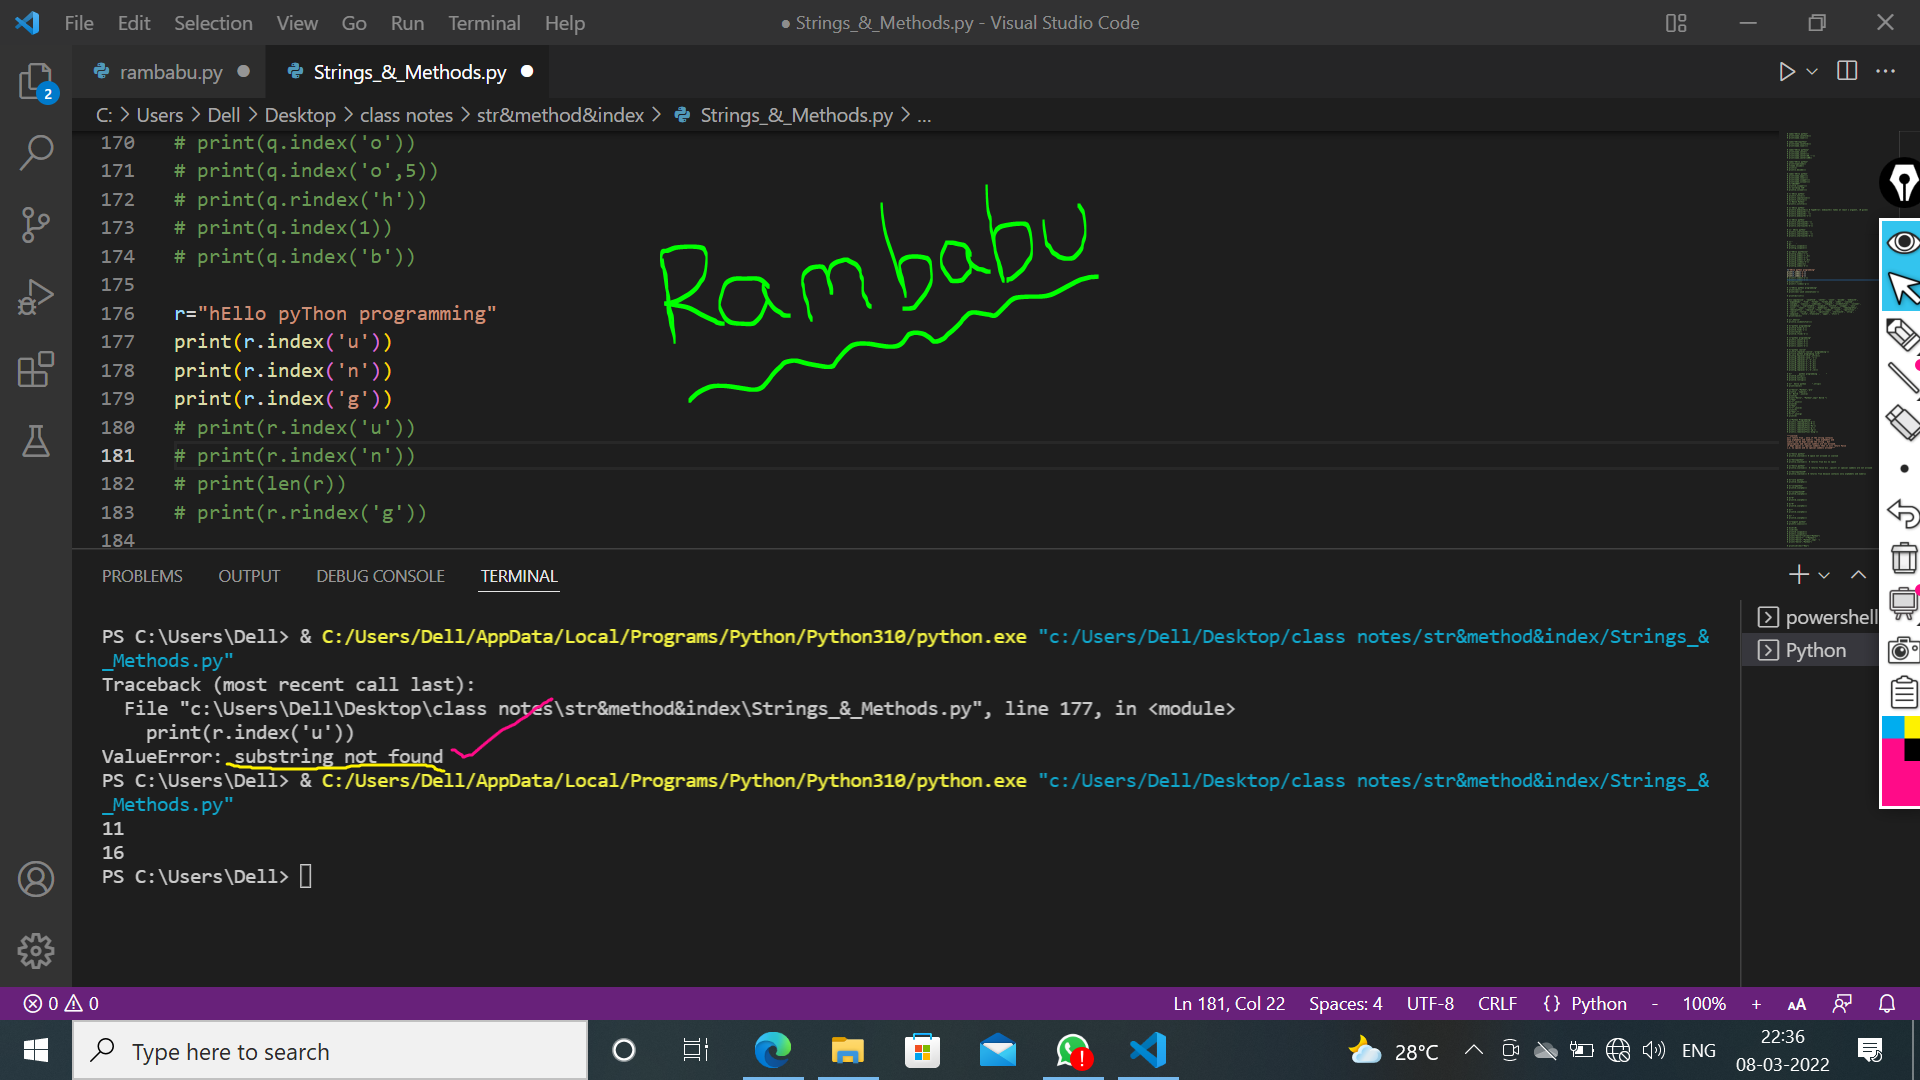 File Edit Selection View Go Run Terminal Help ● Strings_&_Methods.py - Visual Studio Code
rambabu.py ● Strings_&_Methods.py ●
C: > Users > Dell > Desktop > class notes > str&method&index > Strings_&_Methods.py > ...
170 # print(q.index('o'))
171 # print(q.index('o',5))
172 # print(q.rindex('h'))
173 # print(q.index(1))
174 # print(q.index('b'))
175
176 r="hEllo pyThon programming"
177 print(r.index('u'))
178 print(r.index('n'))
179 print(r.index('g'))
180 # print(r.index('u'))
181 # print(r.index('n'))
182 # print(len(r))
183 # print(r.rindex('g'))
184
Rambabu
2
PROBLEMS OUTPUT DEBUG CONSOLE TERMINAL
powershell
Python
PS C:\Users\Dell> & C:/Users/Dell/AppData/Local/Programs/Python/Python310/python.exe "c:/Users/Dell/Desktop/class notes/str&method&index/Strings_&
_Methods.py"
Traceback (most recent call last):
File "c:\Users\Dell\Desktop\class notes\str&method&index\Strings_&_Methods.py", line 177, in <module>
print(r.index('u'))
ValueError: substring not found
PS C:\Users\Dell> & C:/Users/Dell/AppData/Local/Programs/Python/Python310/python.exe "c:/Users/Dell/Desktop/class notes/str&method&index/Strings_&
_Methods.py"
11
16
PS C:\Users\Dell>
0 0 Ln 181, Col 22 Spaces: 4 UTF-8 CRLF {} Python - 100% + AA
Type here to search 28°C ENG 22:36
08-03-2022